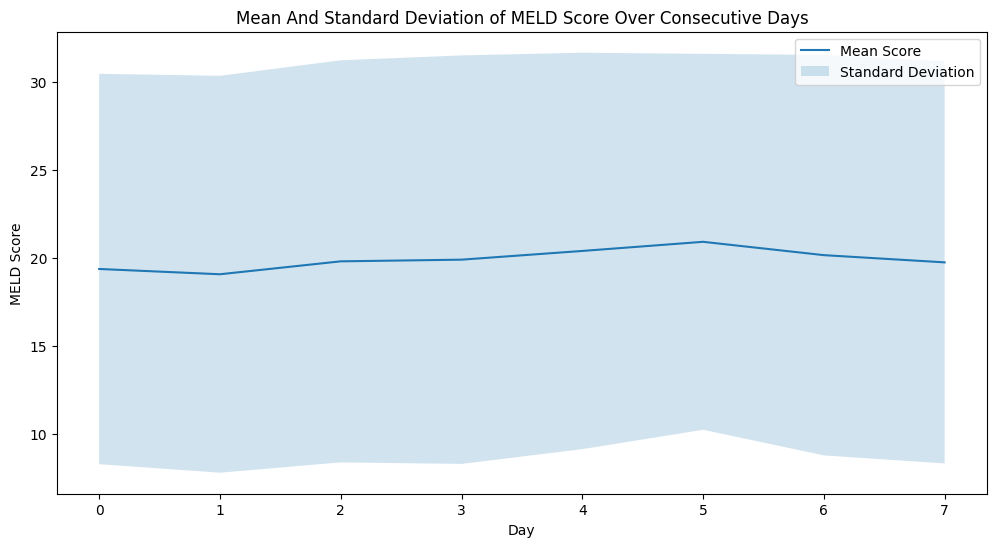 Mean And Standard Deviation of MELD Score Over Consecutive Days
Mean Score
Standard Deviation
MELD Score
30
25
20
15
10
0 1 2 3 4 5 6 7
Day